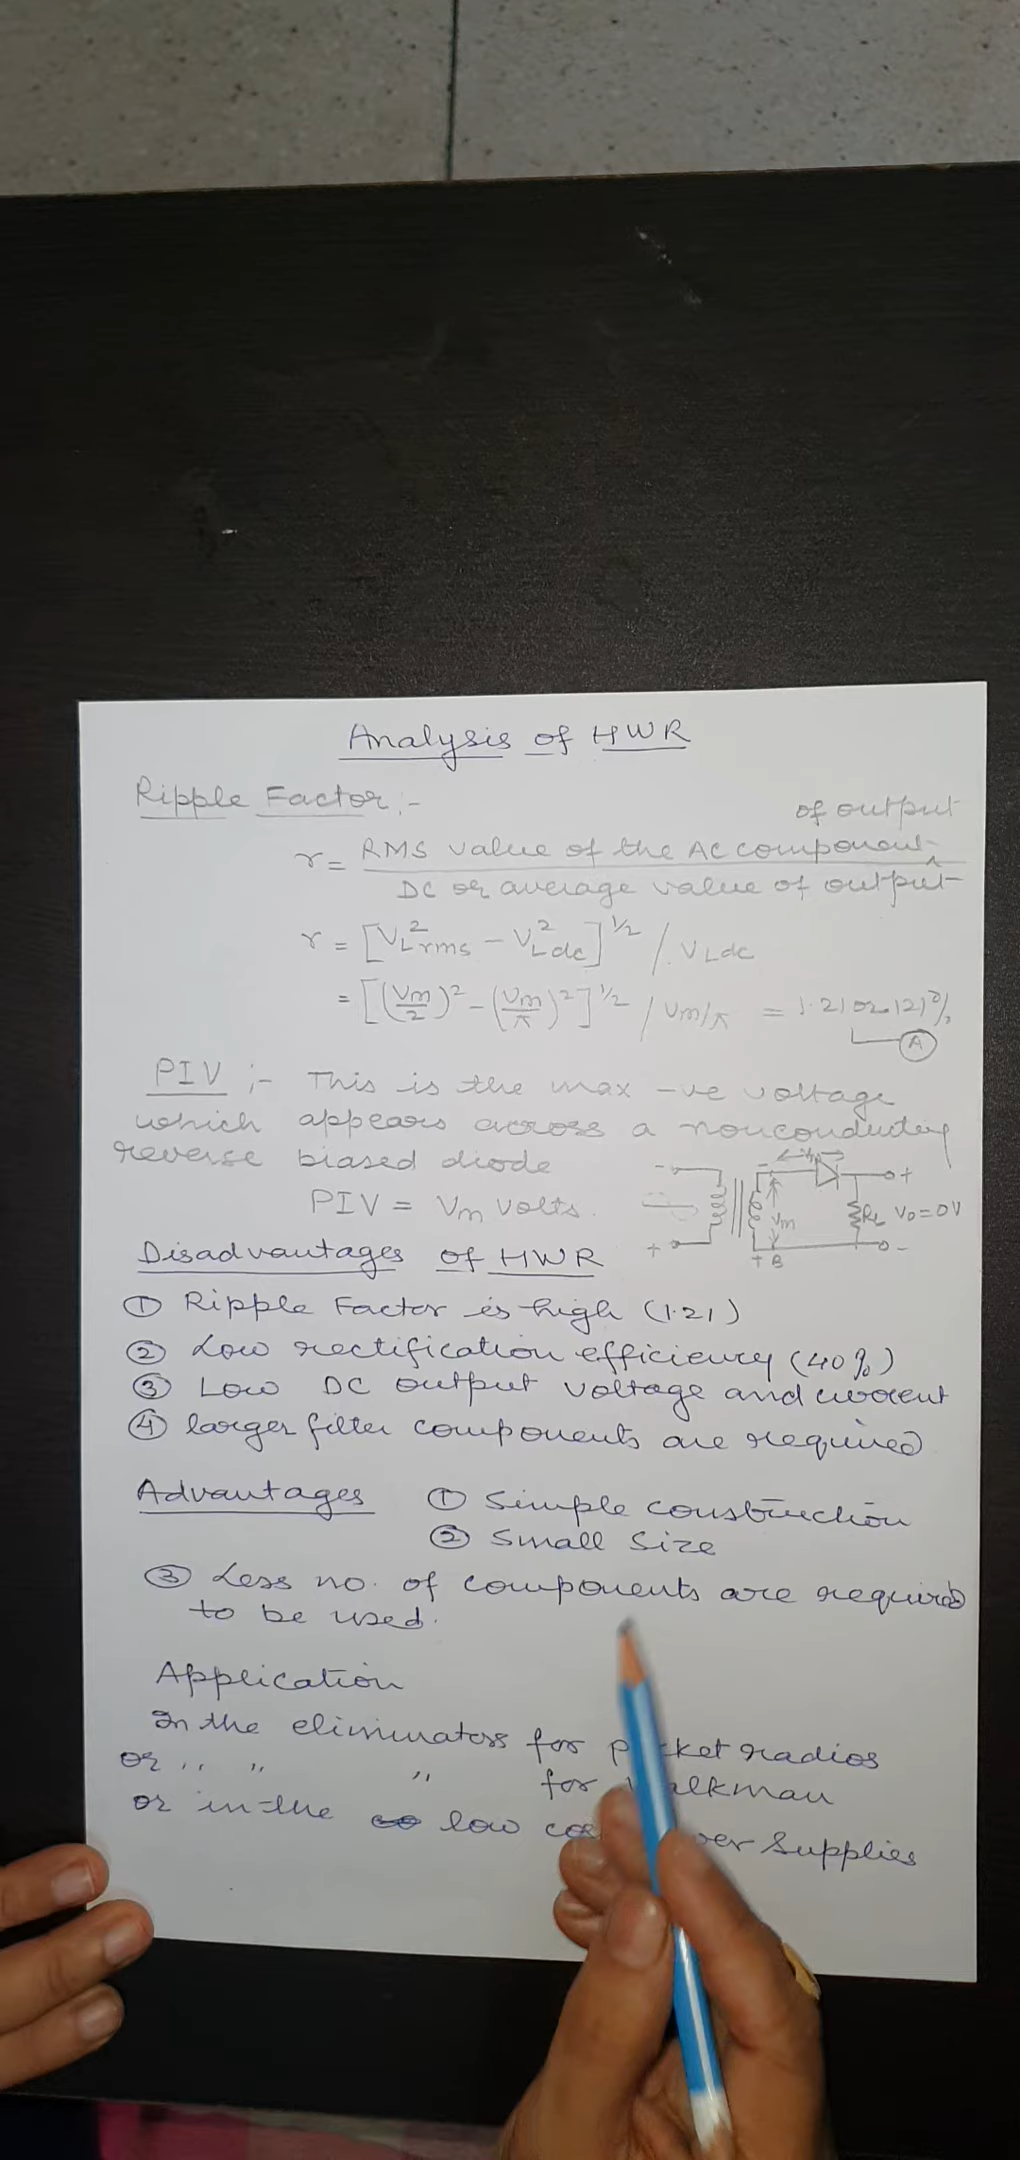 Analysis of HWR
Ripple Factor :-
of output
r = RMS value of the AC component
DC or average value of output
r = [V²Lrms - V²Ldc]^1/2 / VLdc
= [(Vm/2)² - (Vm/π)²]^1/2 / Vm/π = 1.21 or 121%
A
PIV :- This is the max -ve voltage
which appears across a nonconducting
reverse biased diode
PIV = Vm volts.
- - +
Vm RL Vo = 0V
+ + B -
Disadvantages of HWR
① Ripple Factor is high (1.21)
② Low rectification efficiency (40%)
③ Low DC output voltage and current
④ larger filter components are required
Advantages ① Simple construction
② Small Size
③ Less no. of components are required
to be used.
Application
In the eliminators for pocket radios
or ,, ,, ,, for Walkman
or in the low supplies